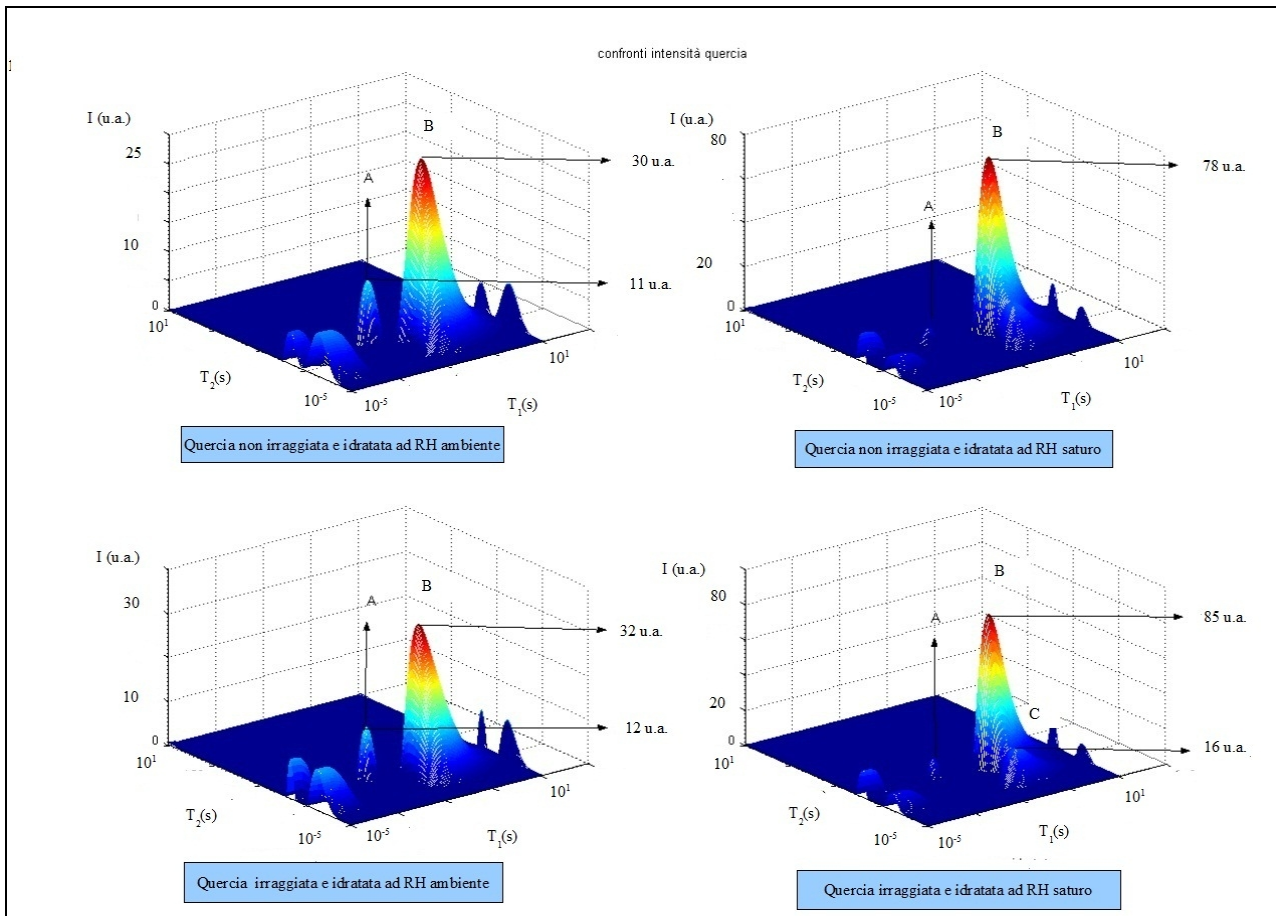 confronti intensità quercia
I (u.a.)
25
10
0
10¹
T₂(s)
10⁻⁵
10⁻⁵
T₁(s)
10¹
A
B
30 u.a.
11 u.a.
Quercia non irraggiata e idratata ad RH ambiente
I (u.a.)
80
20
0
10¹
T₂(s)
10⁻⁵
10⁻⁵
T₁(s)
10¹
A
B
78 u.a.
Quercia non irraggiata e idratata ad RH saturo
I (u.a.)
30
10
0
10¹
T₂(s)
10⁻⁵
10⁻⁵
T₁(s)
10¹
A
B
32 u.a.
12 u.a.
Quercia irraggiata e idratata ad RH ambiente
I (u.a.)
80
20
0
10¹
T₂(s)
10⁻⁵
10⁻⁵
T₁(s)
10¹
A
B
C
85 u.a.
16 u.a.
Quercia irraggiata e idratata ad RH saturo